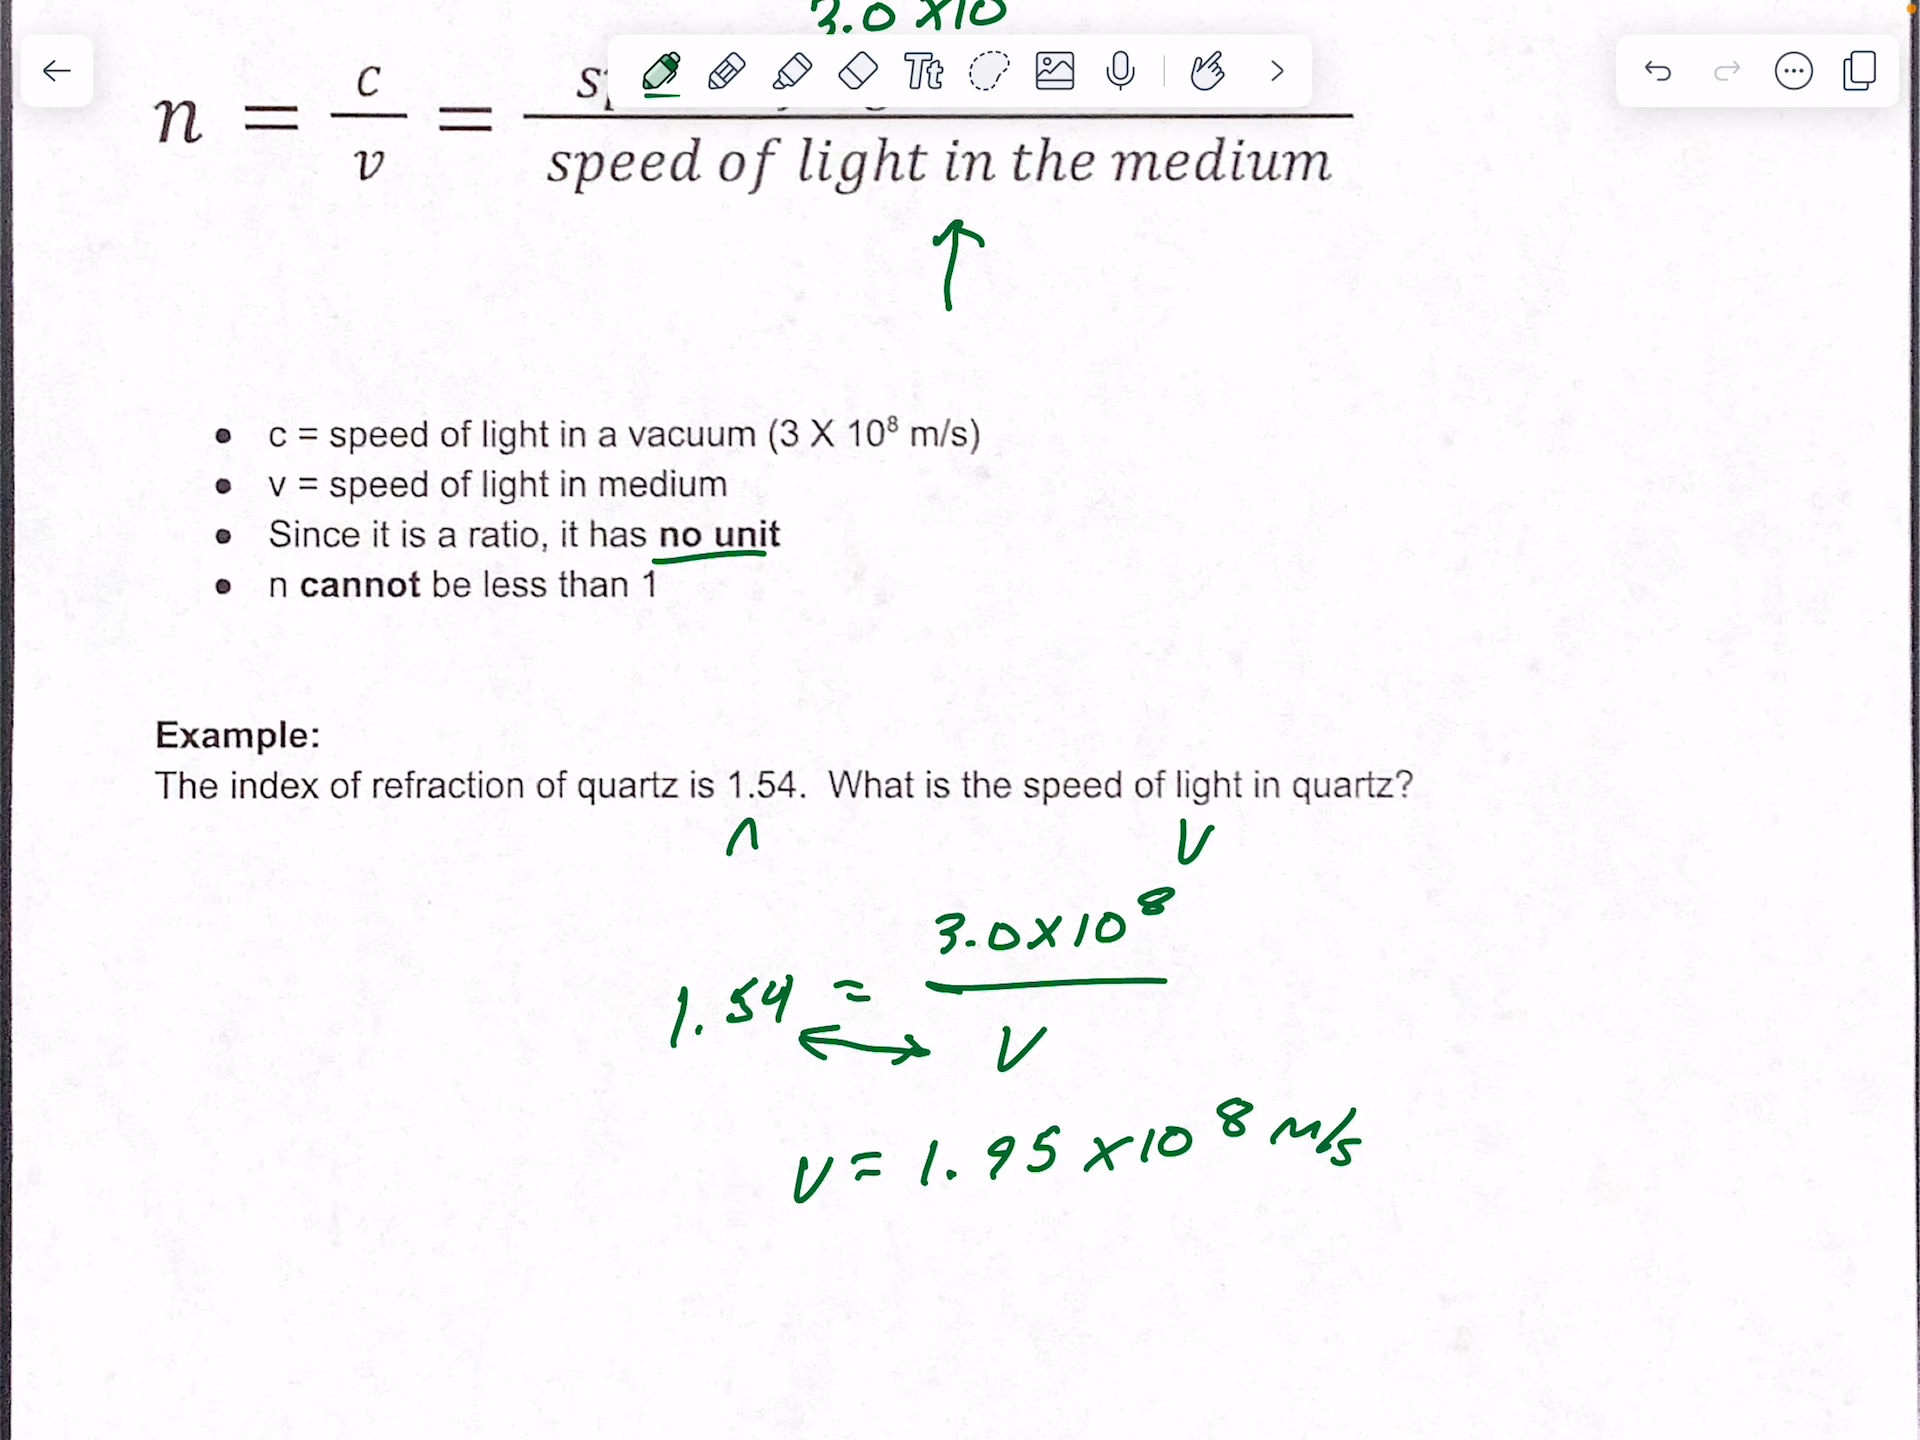 3.0 X10
n = c/v = / speed of light in the medium
• c = speed of light in a vacuum (3 X 10⁸ m/s)
• v = speed of light in medium
• Since it is a ratio, it has no unit
• n cannot be less than 1
Example:
The index of refraction of quartz is 1.54. What is the speed of light in quartz?
n V
1.54 = 3.0X10⁸ / V
V = 1.95 X10⁸ m/s